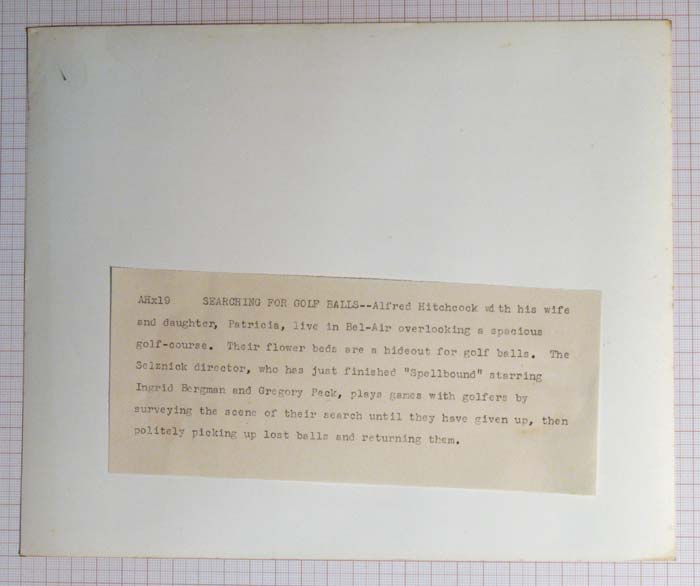 AHx19 SEARCHING FOR GOLF BALLS--Alfred Hitchcock with his wife
and daughter, Patricia, live in Bel-Air overlooking a spacious
golf-course. Their flower beds are a hideout for golf balls. The
Selznick director, who has just finished "Spellbound" starring
Ingrid Bergman and Gregory Peck, plays games with golfers by
surveying the scene of their search until they have given up, then
politely picking up lost balls and returning them.